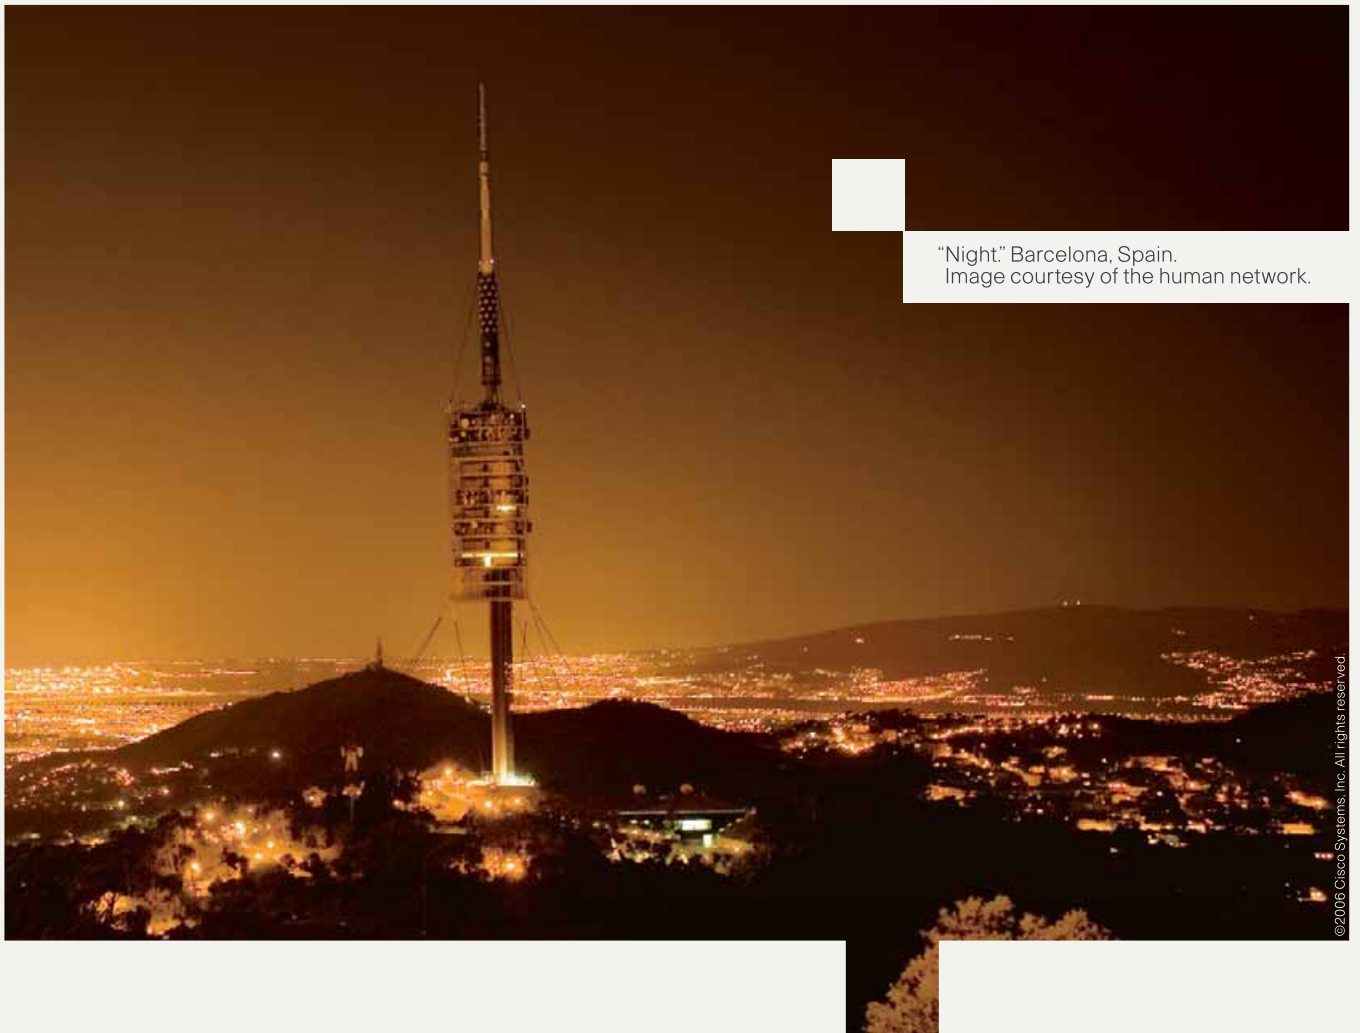 “Night.” Barcelona, Spain.
Image courtesy of the human network.
©2006 Cisco Systems, Inc. All rights reserved.